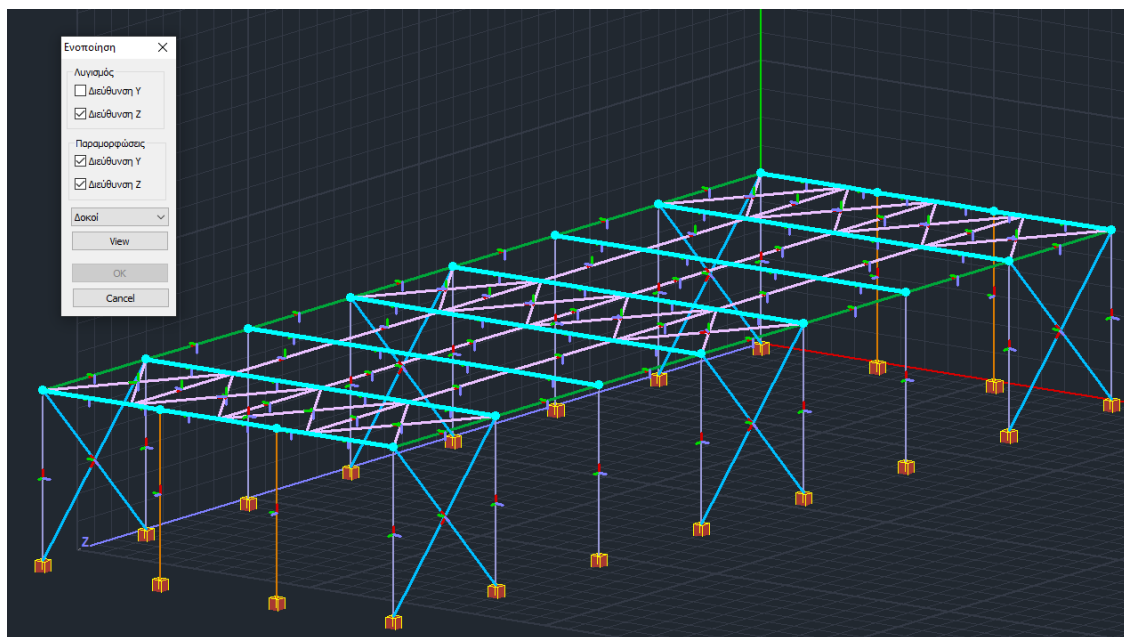 Ενοποίηση
Λυγισμός
Διεύθυνση Y
Διεύθυνση Z
Παραμορφώσεις
Διεύθυνση Y
Διεύθυνση Z
Δοκοί
View
OK
Cancel
Z